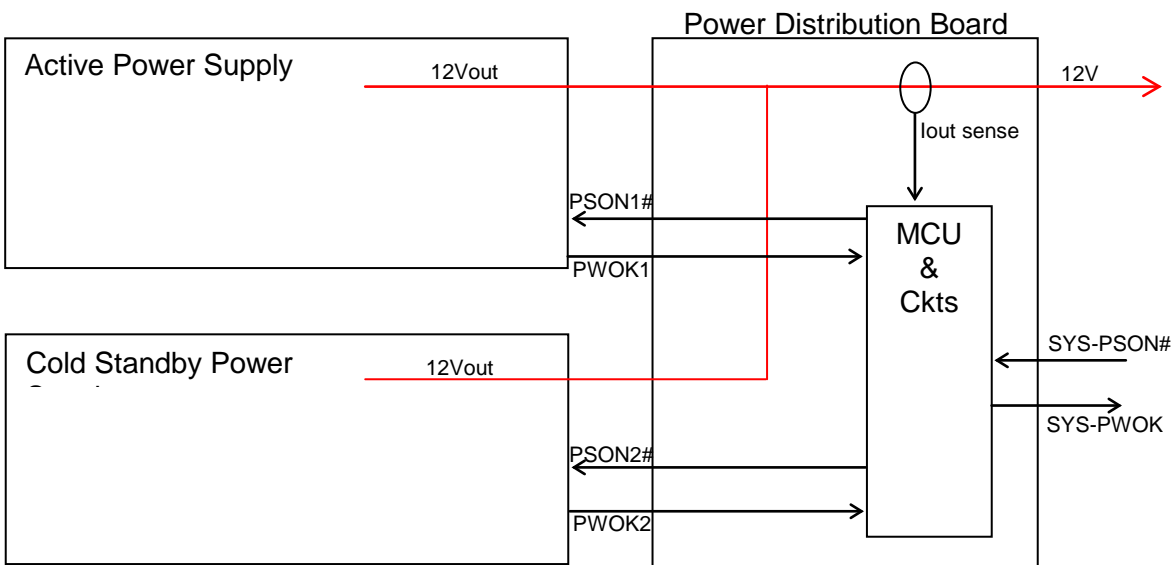 Power Distribution Board
Active Power Supply
12Vout
12V
Iout sense
PSON1#
PWOK1
MCU
&
Ckts
Cold Standby Power
12Vout
SYS-PSON#
SYS-PWOK
PSON2#
PWOK2